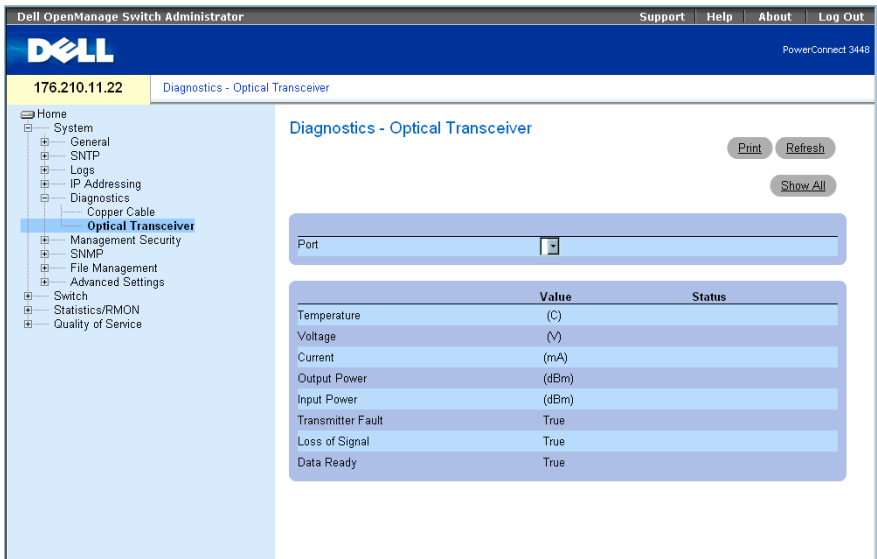 Dell OpenManage Switch Administrator
Support | Help | About | Log Out
DELL
PowerConnect 3448
176.210.11.22
Diagnostics - Optical Transceiver
Home
System
General
SNTP
Logs
IP Addressing
Diagnostics
Copper Cable
Optical Transceiver
Management Security
SNMP
File Management
Advanced Settings
Switch
Statistics/RMON
Quality of Service
Diagnostics - Optical Transceiver
Print Refresh
Show All
Port
Value Status
Temperature (C)
Voltage (V)
Current (mA)
Output Power (dBm)
Input Power (dBm)
Transmitter Fault True
Loss of Signal True
Data Ready True